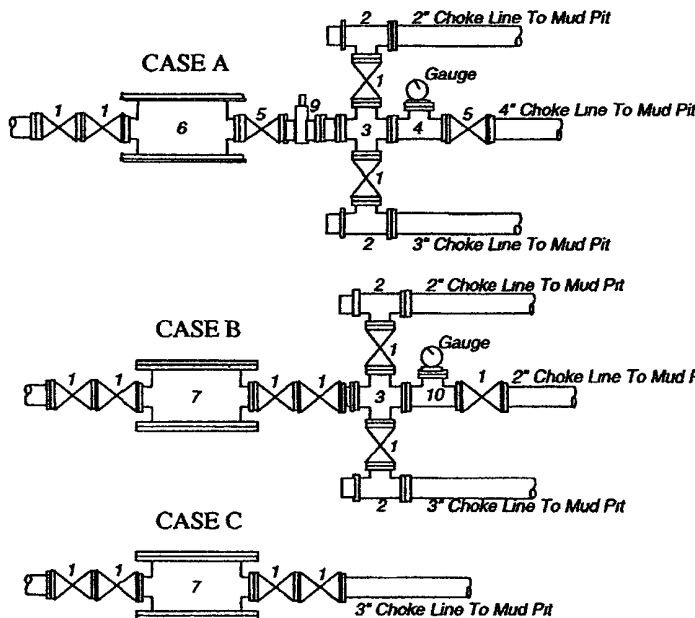 2
2" Choke Line To Mud Pit
CASE A
Gauge
1
1 1 5 9 4" Choke Line To Mud Pit
6 3 4 5
1
2 3" Choke Line To Mud Pit
2 2" Choke Line To Mud Pit
CASE B
Gauge
1
1 1 1 1 1 2" Choke Line To Mud P
7 3 10
1
2 3" Choke Line To Mud Pit
CASE C
1 1 7 1 1
3" Choke Line To Mud Pit